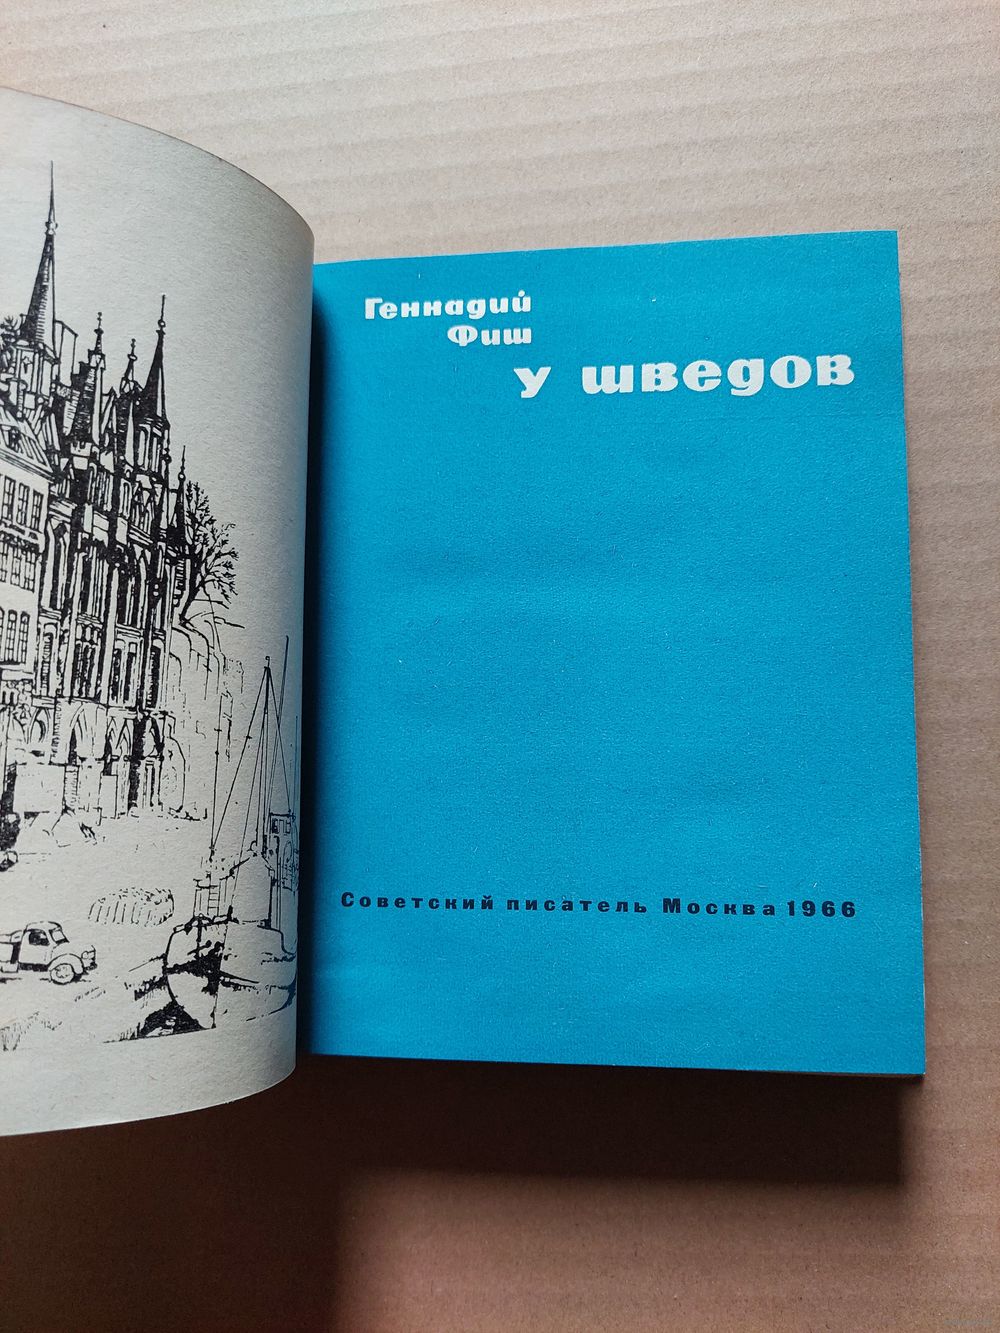 Геннадий
Фиш
у шведов
Советский писатель Москва 1966